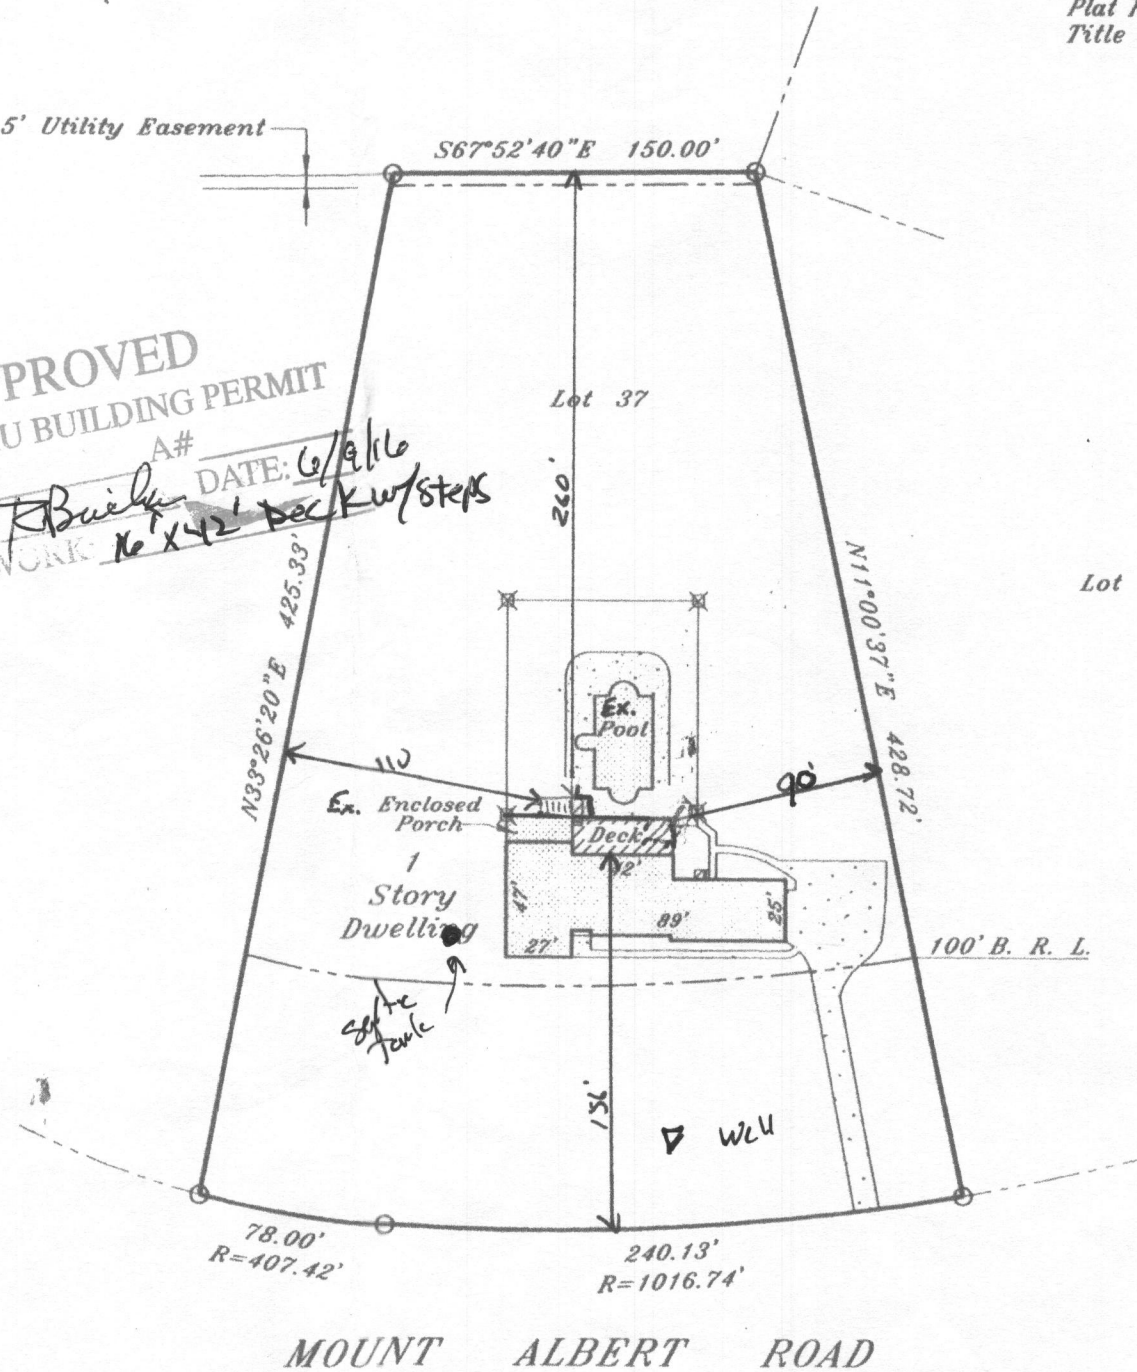 Plat
Title
5' Utility Easement
S67°52'40"E 150.00'
PROVED
U BUILDING PERMIT
A#
DATE: 6/9/16
WORK: 16' X 42' Deck w/steps
Lot 37
260'
425.33'
N33°26'20"E
N11°00'37"E 428.72'
Lot
Ex.
Pool
110
90'
Ex. Enclosed
Porch
Deck
1
Story
Dwelling
47'
89'
25'
27'
100' B. R. L.
Septic
tank
156'
Well
78.00'
R=407.42'
240.13'
R=1016.74'
MOUNT ALBERT ROAD